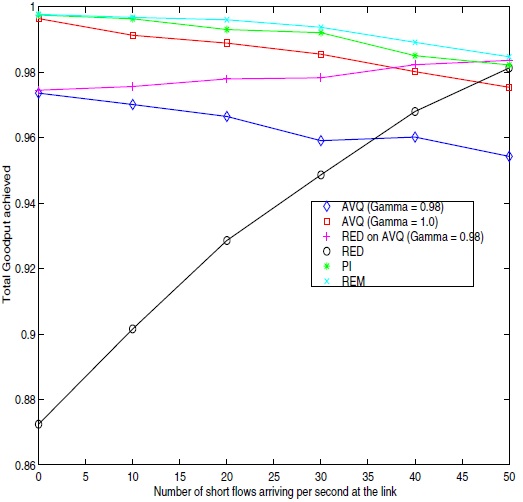 1
0.98
0.96
0.94
0.92
0.9
0.88
0.86
Total Goodput achieved
AVQ (Gamma = 0.98)
AVQ (Gamma = 1.0)
RED on AVQ (Gamma = 0.98)
RED
PI
REM
0 5 10 15 20 25 30 35 40 45 50
Number of short flows arriving per second at the link